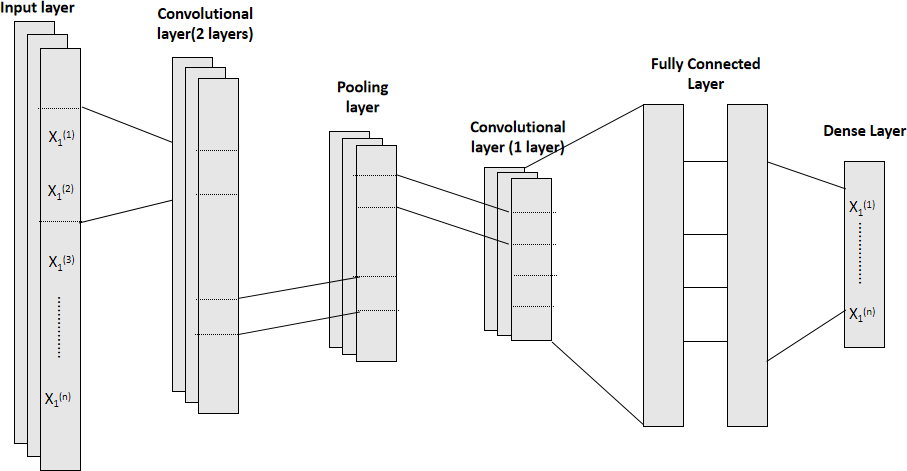 Input layer
X₁⁽¹⁾
X₁⁽²⁾
X₁⁽³⁾
X₁⁽ⁿ⁾
Convolutional
layer(2 layers)
Pooling
layer
Convolutional
layer (1 layer)
Fully Connected
Layer
Dense Layer
X₁⁽¹⁾
X₁⁽ⁿ⁾